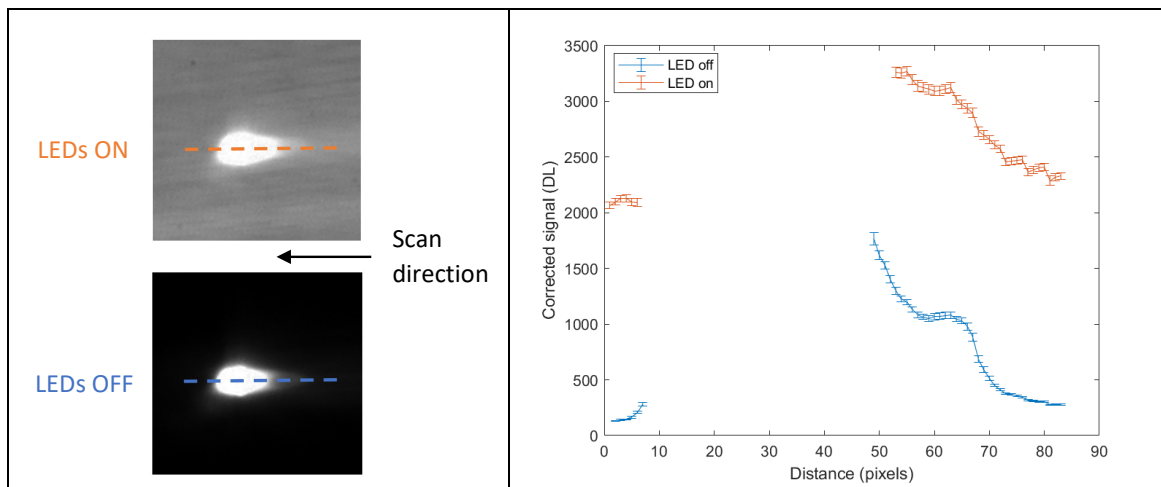 LEDs ON
Scan
direction
LEDs OFF
3500
3000
2500
2000
1500
1000
500
0
Corrected signal (DL)
LED off
LED on
0 10 20 30 40 50 60 70 80 90
Distance (pixels)